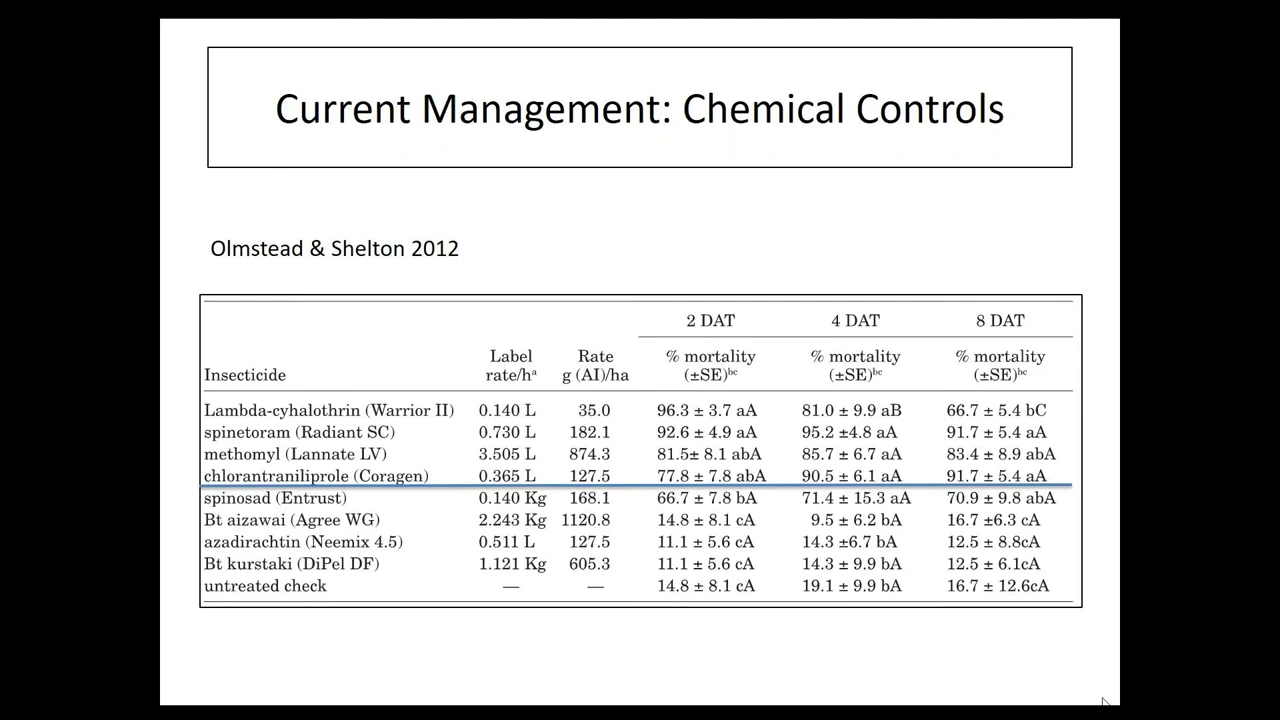 Current Management: Chemical Controls
Olmstead & Shelton 2012
2 DAT 4 DAT 8 DAT
Label Rate % mortality % mortality % mortality
Insecticide rate/hᵃ g (AI)/ha (±SE)ᵇᶜ (±SE)ᵇᶜ (±SE)ᵇᶜ
Lambda-cyhalothrin (Warrior II) 0.140 L 35.0 96.3 ± 3.7 aA 81.0 ± 9.9 aB 66.7 ± 5.4 bC
spinetoram (Radiant SC) 0.730 L 182.1 92.6 ± 4.9 aA 95.2 ±4.8 aA 91.7 ± 5.4 aA
methomyl (Lannate LV) 3.505 L 874.3 81.5± 8.1 abA 85.7 ± 6.7 aA 83.4 ± 8.9 abA
chlorantraniliprole (Coragen) 0.365 L 127.5 77.8 ± 7.8 abA 90.5 ± 6.1 aA 91.7 ± 5.4 aA
spinosad (Entrust) 0.140 Kg 168.1 66.7 ± 7.8 bA 71.4 ± 15.3 aA 70.9 ± 9.8 abA
Bt aizawai (Agree WG) 2.243 Kg 1120.8 14.8 ± 8.1 cA 9.5 ± 6.2 bA 16.7 ±6.3 cA
azadirachtin (Neemix 4.5) 0.511 L 127.5 11.1 ± 5.6 cA 14.3 ±6.7 bA 12.5 ± 8.8cA
Bt kurstaki (DiPel DF) 1.121 Kg 605.3 11.1 ± 5.6 cA 14.3 ± 9.9 bA 12.5 ± 6.1cA
untreated check — — 14.8 ± 8.1 cA 19.1 ± 9.9 bA 16.7 ± 12.6cA